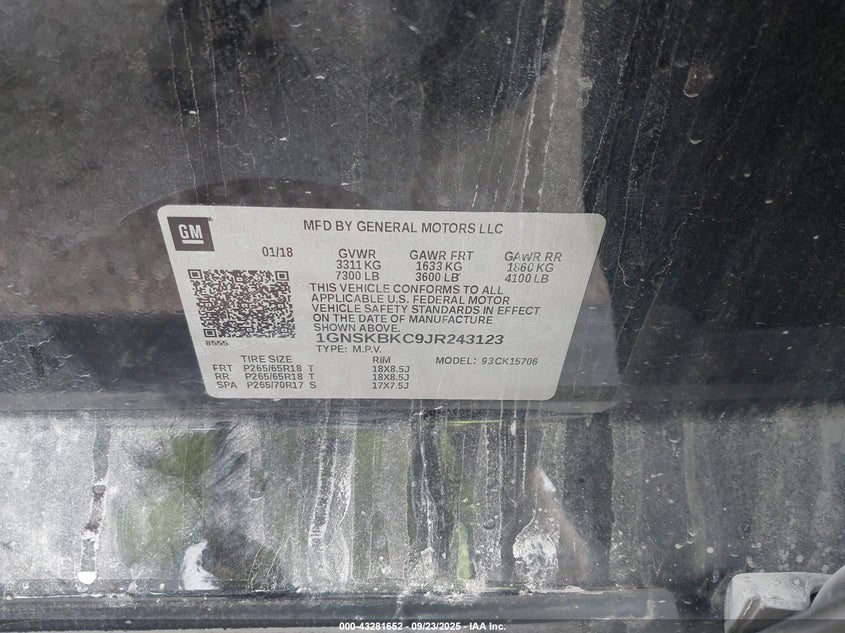 GM
MFD BY GENERAL MOTORS LLC
01/18 GVWR GAWR FRT GAWR RR
3311 KG 1633 KG 1860 KG
7300 LB 3600 LB 4100 LB
THIS VEHICLE CONFORMS TO ALL
APPLICABLE U.S. FEDERAL MOTOR
VEHICLE SAFETY STANDARDS IN EFFECT
ON THE DATE OF MANUFACTURE
SHOWN ABOVE.
8555
1GNSKBKC9JR243123
TYPE: M.P.V. MODEL: 93CK15706
TIRE SIZE RIM
FRT P265/65R18 T 18X8.5J
RR P265/65R18 T 18X8.5J
SPA P265/70R17 S 17X7.5J
000-43281652 - 09/23/2025 - IAA Inc.